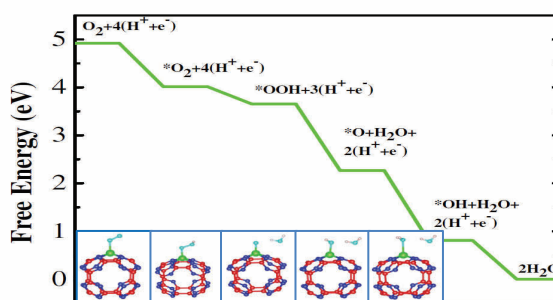 Free Energy (eV)
5
4
3
2
1
0
O₂+4(H⁺+e⁻)
*O₂+4(H⁺+e⁻)
*OOH+3(H⁺+e⁻)
*O+H₂O+
2(H⁺+e⁻)
*OH+H₂O+
2(H⁺+e⁻)
2H₂O